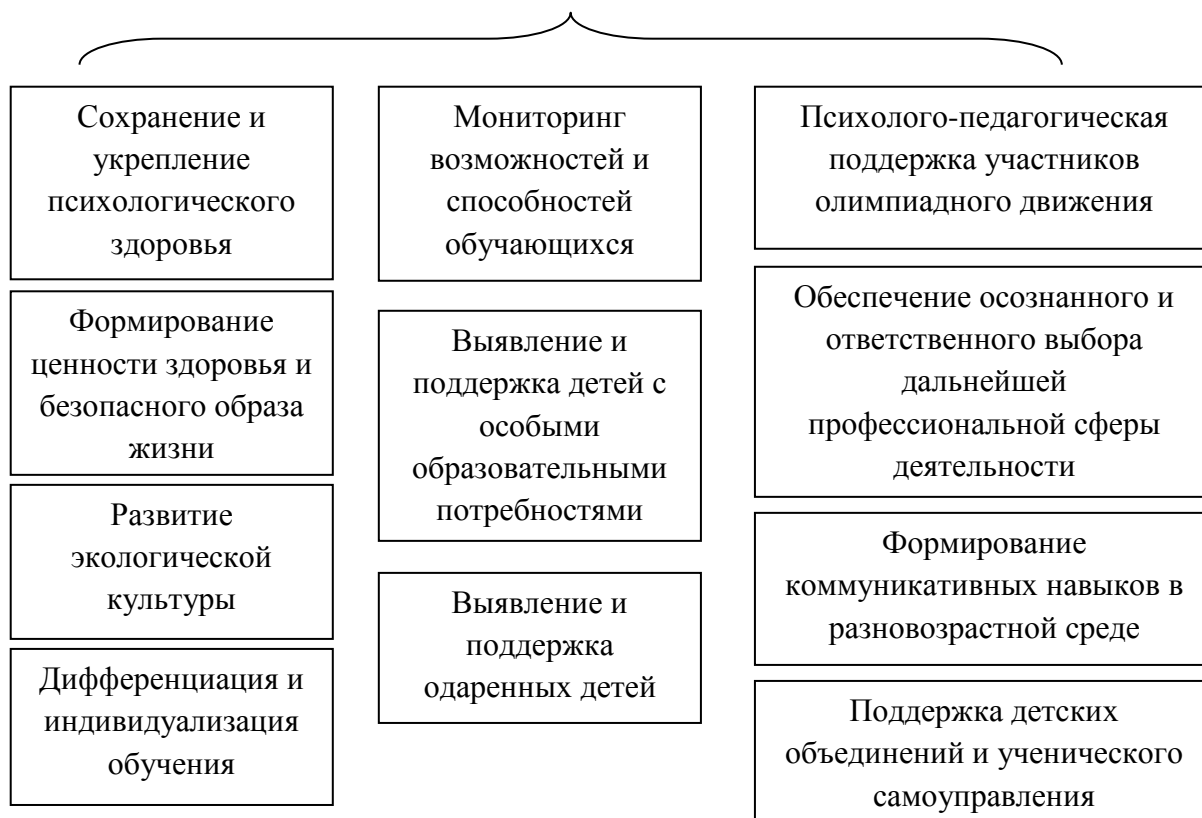 Сохранение и
укрепление
психологического
здоровья
Формирование
ценности здоровья и
безопасного образа
жизни
Развитие
экологической
культуры
Дифференциация и
индивидуализация
обучения
Мониторинг
возможностей и
способностей
обучающихся
Выявление и
поддержка детей с
особыми
образовательными
потребностями
Выявление и
поддержка
одаренных детей
Психолого-педагогическая
поддержка участников
олимпиадного движения
Обеспечение осознанного и
ответственного выбора
дальнейшей
профессиональной сферы
деятельности
Формирование
коммуникативных навыков в
разновозрастной среде
Поддержка детских
объединений и ученического
самоуправления